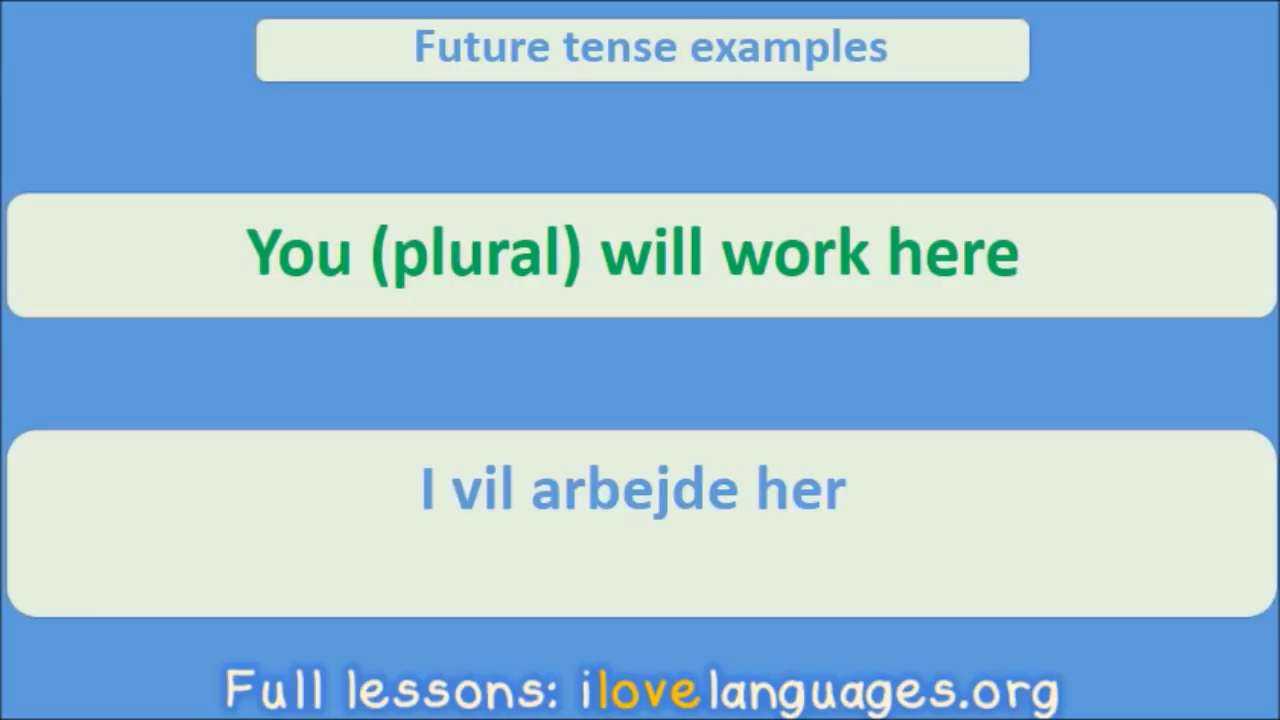 Future tense examples
You (plural) will work here
I vil arbejde her
Full lessons: ilovelanguages.org